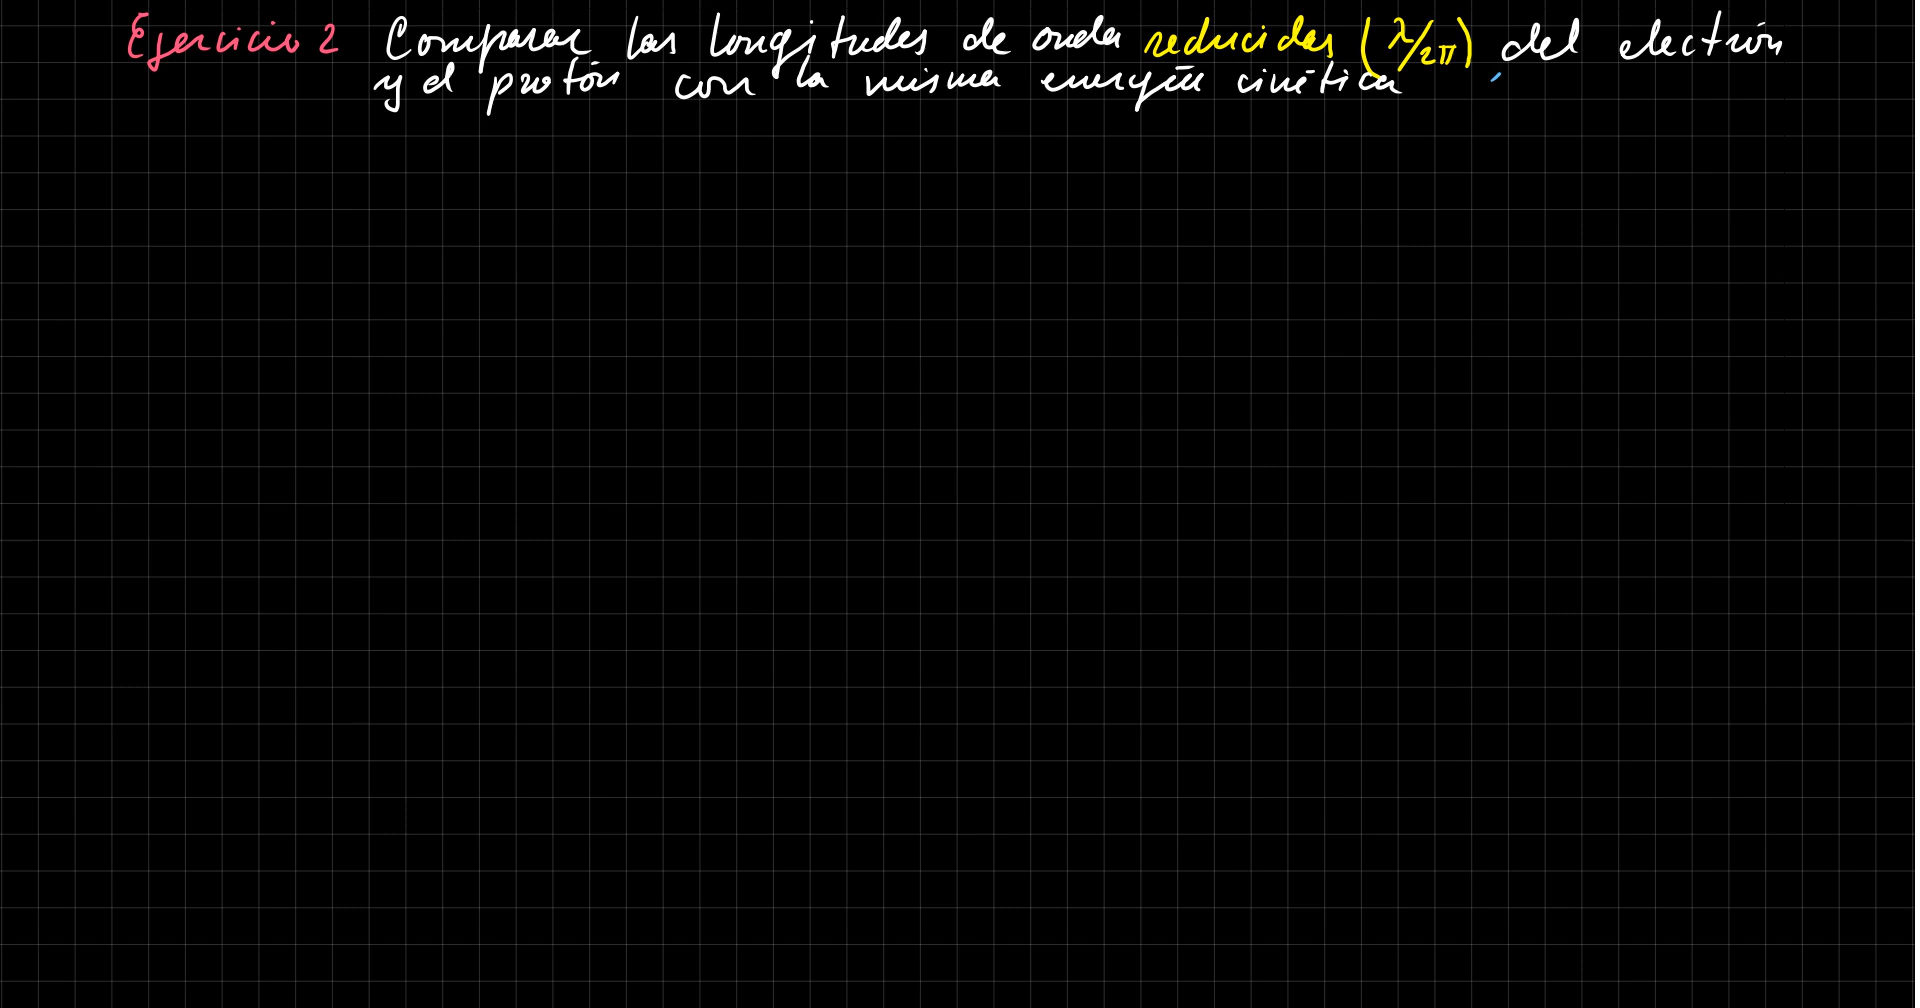 Ejercicio 2 Comparar las longitudes de onda reducidas (λ/2π) del electrón
y el protón con la misma energía cinética